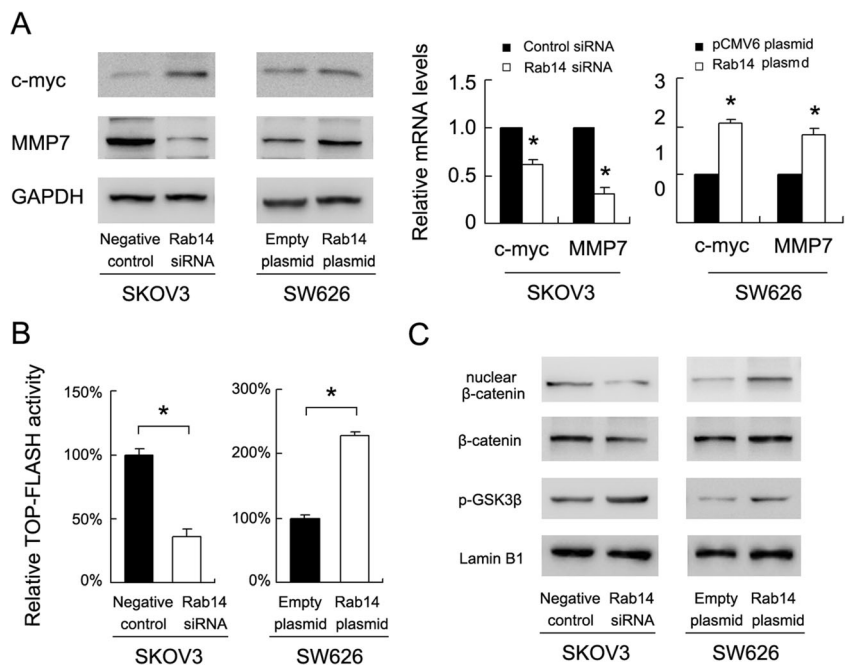 A
c-myc
MMP7
GAPDH
Negative control
Rab14 siRNA
Empty plasmid
Rab14 plasmid
SKOV3
SW626
Relative mRNA levels
Control siRNA
Rab14 siRNA
1.5
1.0
0.5
0
*
*
c-myc
MMP7
SKOV3
pCMV6 plasmid
Rab14 plasmd
3
2
1
0
*
*
c-myc
MMP7
SW626
B
Relative TOP-FLASH activity
150%
100%
50%
0%
*
Negative control
Rab14 siRNA
SKOV3
300%
200%
100%
0%
*
Empty plasmid
Rab14 plasmid
SW626
C
nuclear
β-catenin
β-catenin
p-GSK3β
Lamin B1
Negative control
Rab14 siRNA
Empty plasmid
Rab14 plasmid
SKOV3
SW626